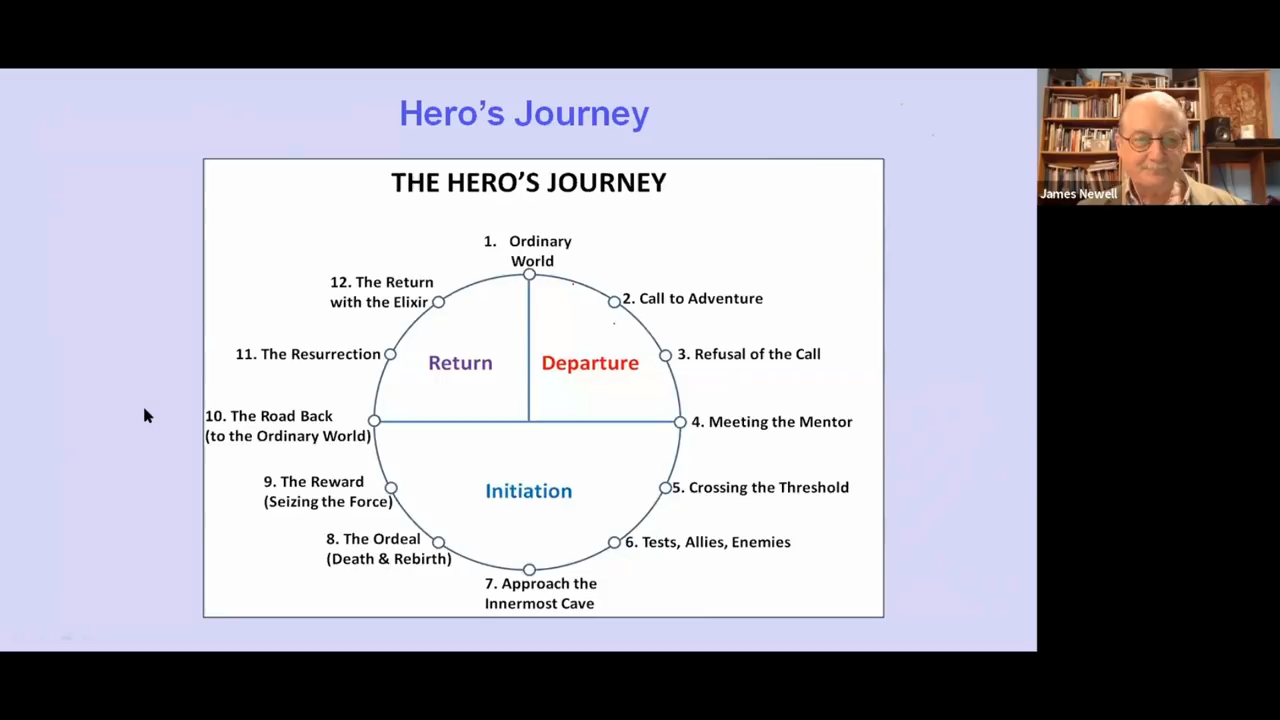 Hero's Journey
James Newell
THE HERO'S JOURNEY
1. Ordinary
World
2. Call to Adventure
3. Refusal of the Call
4. Meeting the Mentor
5. Crossing the Threshold
6. Tests, Allies, Enemies
7. Approach the
Innermost Cave
8. The Ordeal
(Death & Rebirth)
9. The Reward
(Seizing the Force)
10. The Road Back
(to the Ordinary World)
11. The Resurrection
12. The Return
with the Elixir
Return
Departure
Initiation